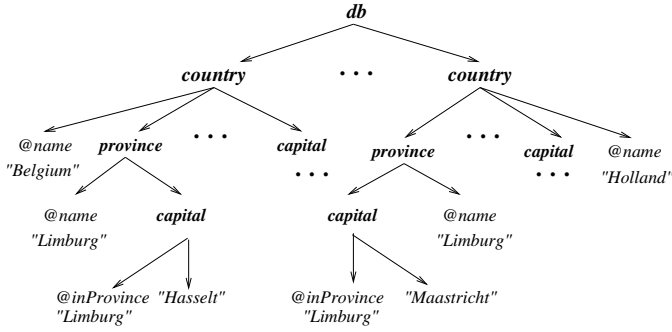 db
country • • • country
@name province • • • capital province • • • capital @name
"Belgium" • • • • • • "Holland"
@name capital capital @name
"Limburg" "Limburg"
@inProvince "Hasselt" @inProvince "Maastricht"
"Limburg" "Limburg"